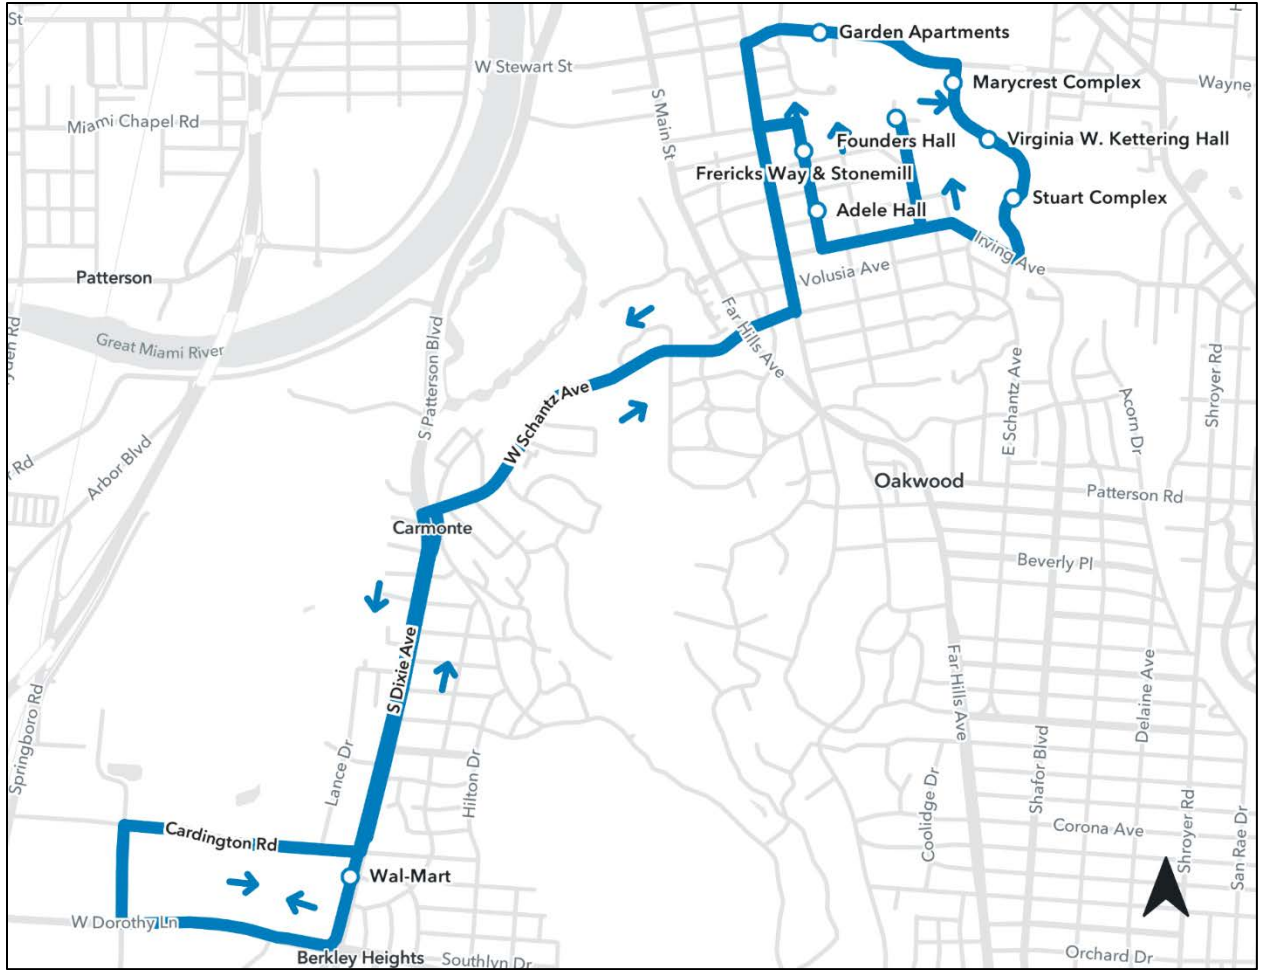 St
Garden Apartments
W Stewart St
Marycrest Complex
Wayne
S Main St
Miami Chapel Rd
Founders Hall
Virginia W. Kettering Hall
Frericks Way & Stonemill
Stuart Complex
Adele Hall
Irving Ave
Volusia Ave
Patterson
Great Miami River
Far Hills Ave
S Patterson Blvd
Shroyer Rd
E Schantz Ave
Acorn Dr
W Schantz Ave
Arbor Blvd
r Rd
Oakwood
Patterson Rd
Carmonte
Beverly Pl
S Dixie Ave
Far Hills Ave
Delaine Ave
Springboro Rd
Lance Dr
Hilton Dr
Shafor Blvd
Coolidge Dr
Corona Ave
Shroyer Rd
San Rae Dr
Cardington Rd
Wal-Mart
W Dorothy Ln
Berkley Heights
Southlyn Dr
Orchard Dr